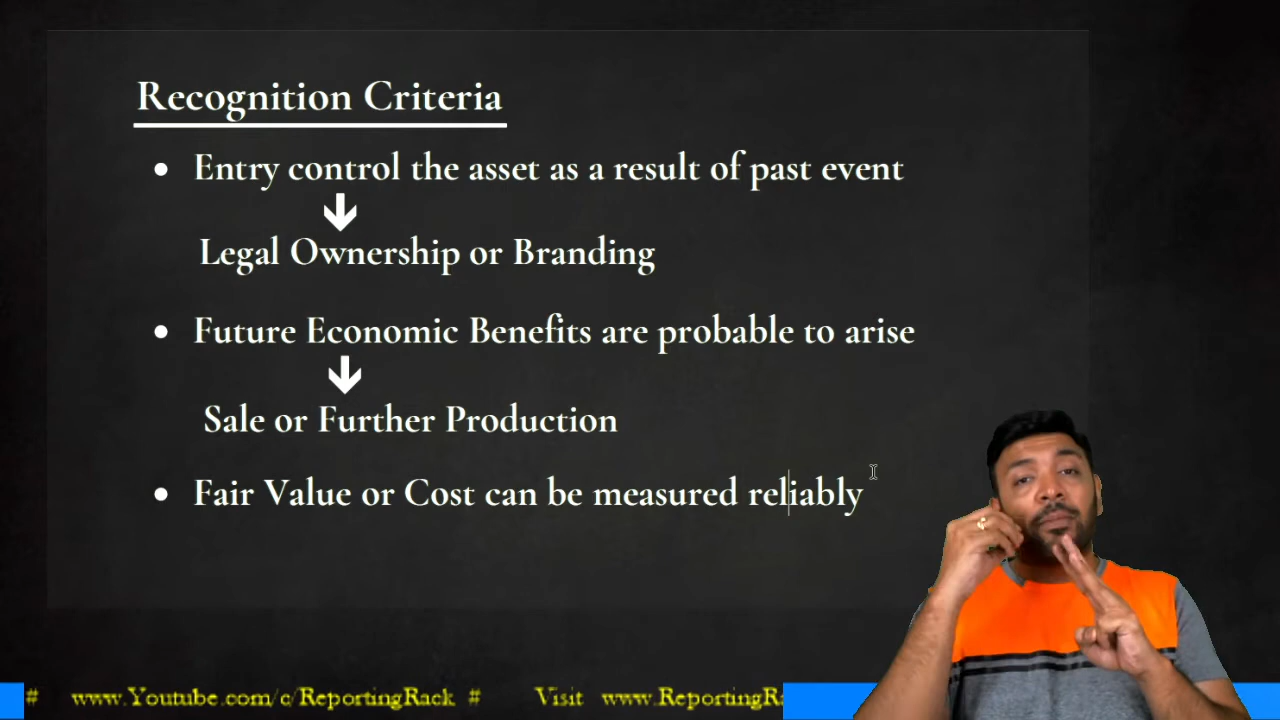 Recognition Criteria
• Entry control the asset as a result of past event
Legal Ownership or Branding
• Future Economic Benefits are probable to arise
Sale or Further Production
• Fair Value or Cost can be measured reliably
# www.Youtube.com/c/ReportingRack # Visit www.ReportingRa